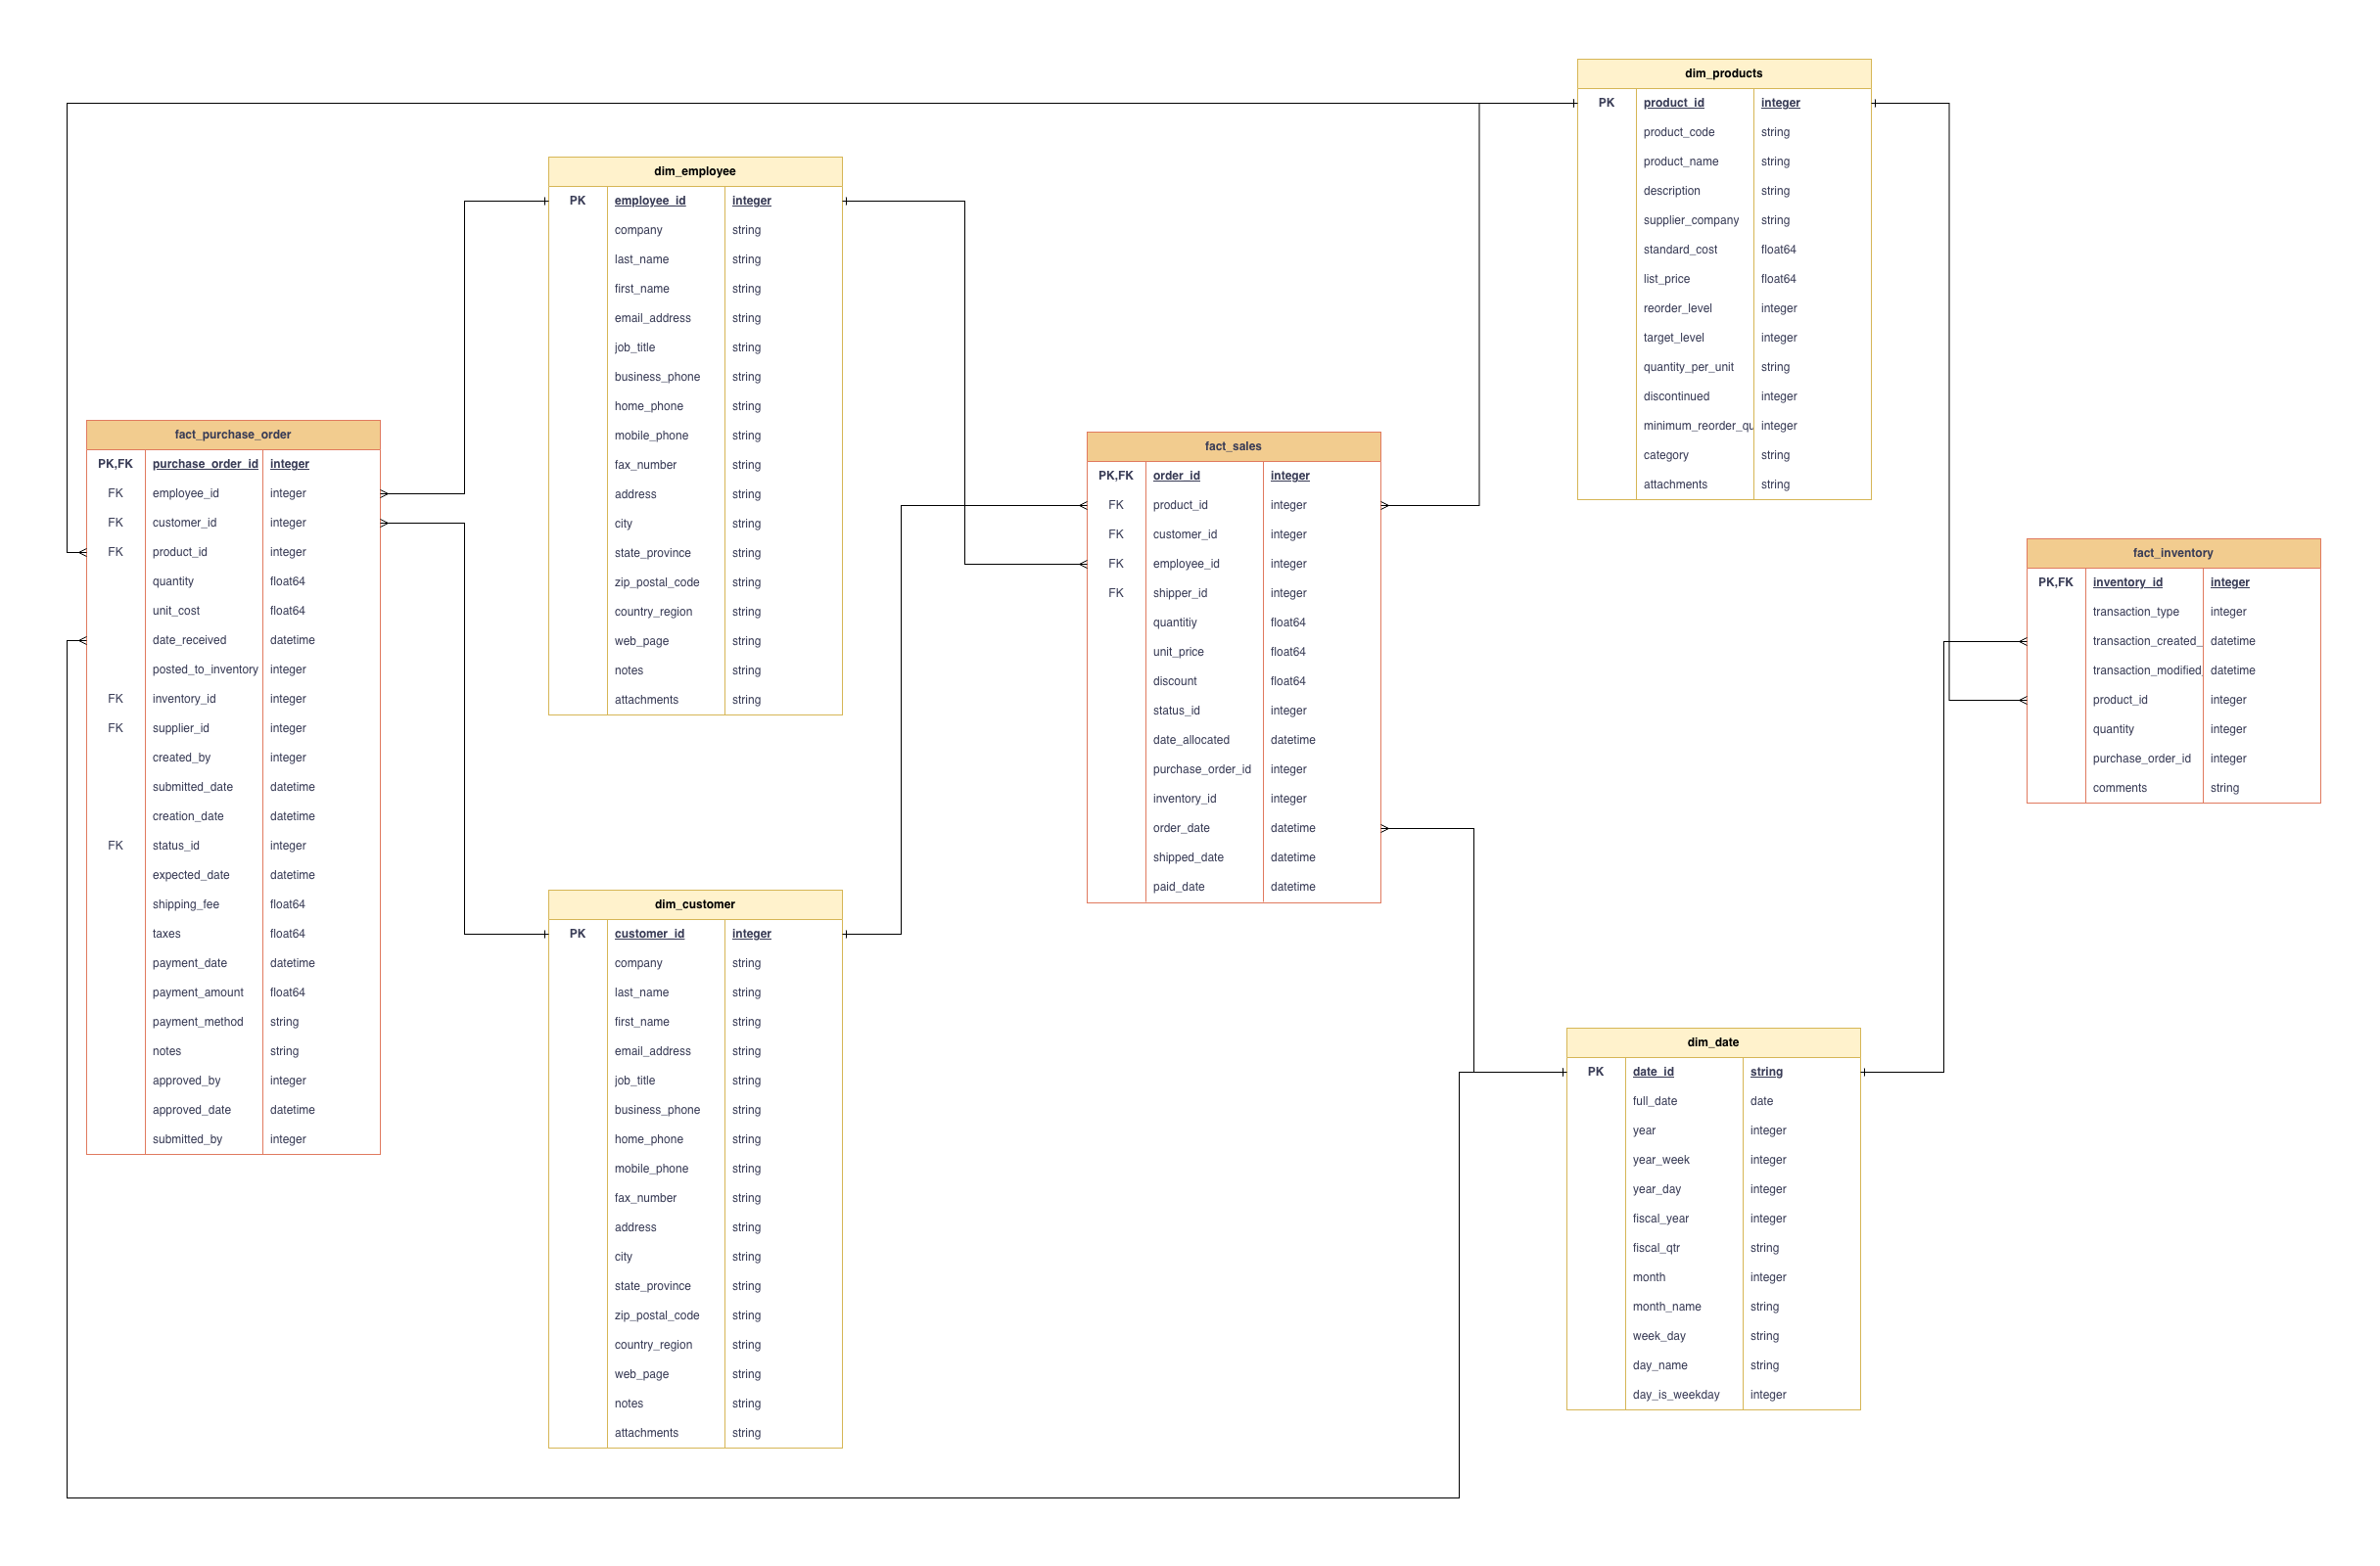 dim_products
PK product_id integer
product_code string
product_name string
description string
supplier_company string
standard_cost float64
list_price float64
reorder_level integer
target_level integer
quantity_per_unit string
discontinued integer
minimum_reorder_qu integer
category string
attachments string
dim_employee
PK employee_id integer
company string
last_name string
first_name string
email_address string
job_title string
business_phone string
home_phone string
mobile_phone string
fax_number string
address string
city string
state_province string
zip_postal_code string
country_region string
web_page string
notes string
attachments string
fact_purchase_order
PK,FK purchase_order_id integer
FK employee_id integer
FK customer_id integer
FK product_id integer
quantity float64
unit_cost float64
date_received datetime
posted_to_inventory integer
FK inventory_id integer
FK supplier_id integer
created_by integer
submitted_date datetime
creation_date datetime
FK status_id integer
expected_date datetime
shipping_fee float64
taxes float64
payment_date datetime
payment_amount float64
payment_method string
notes string
approved_by integer
approved_date datetime
submitted_by integer
fact_sales
PK,FK order_id integer
FK product_id integer
FK customer_id integer
FK employee_id integer
FK shipper_id integer
quantitiy float64
unit_price float64
discount float64
status_id integer
date_allocated datetime
purchase_order_id integer
inventory_id integer
order_date datetime
shipped_date datetime
paid_date datetime
fact_inventory
PK,FK inventory_id integer
transaction_type integer
transaction_created_ datetime
transaction_modified_ datetime
product_id integer
quantity integer
purchase_order_id integer
comments string
dim_customer
PK customer_id integer
company string
last_name string
first_name string
email_address string
job_title string
business_phone string
home_phone string
mobile_phone string
fax_number string
address string
city string
state_province string
zip_postal_code string
country_region string
web_page string
notes string
attachments string
dim_date
PK date_id string
full_date date
year integer
year_week integer
year_day integer
fiscal_year integer
fiscal_qtr string
month integer
month_name string
week_day string
day_name string
day_is_weekday integer